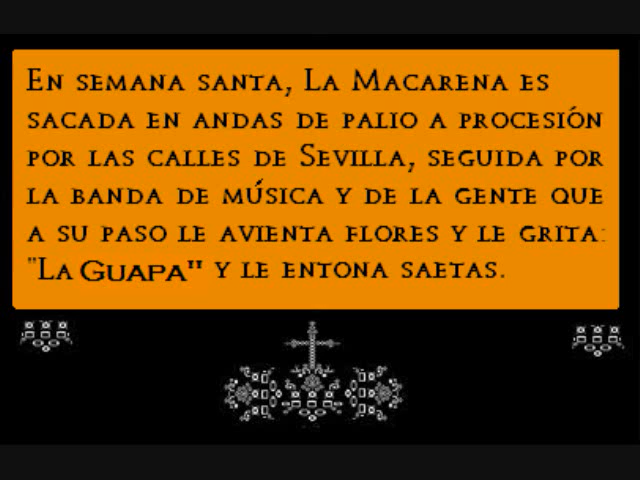 En semana santa, La Macarena es
sacada en andas de palio a procesión
por las calles de Sevilla, seguida por
la banda de música y de la gente que
a su paso le avienta flores y le grita:
"La Guapa" y le entona saetas.